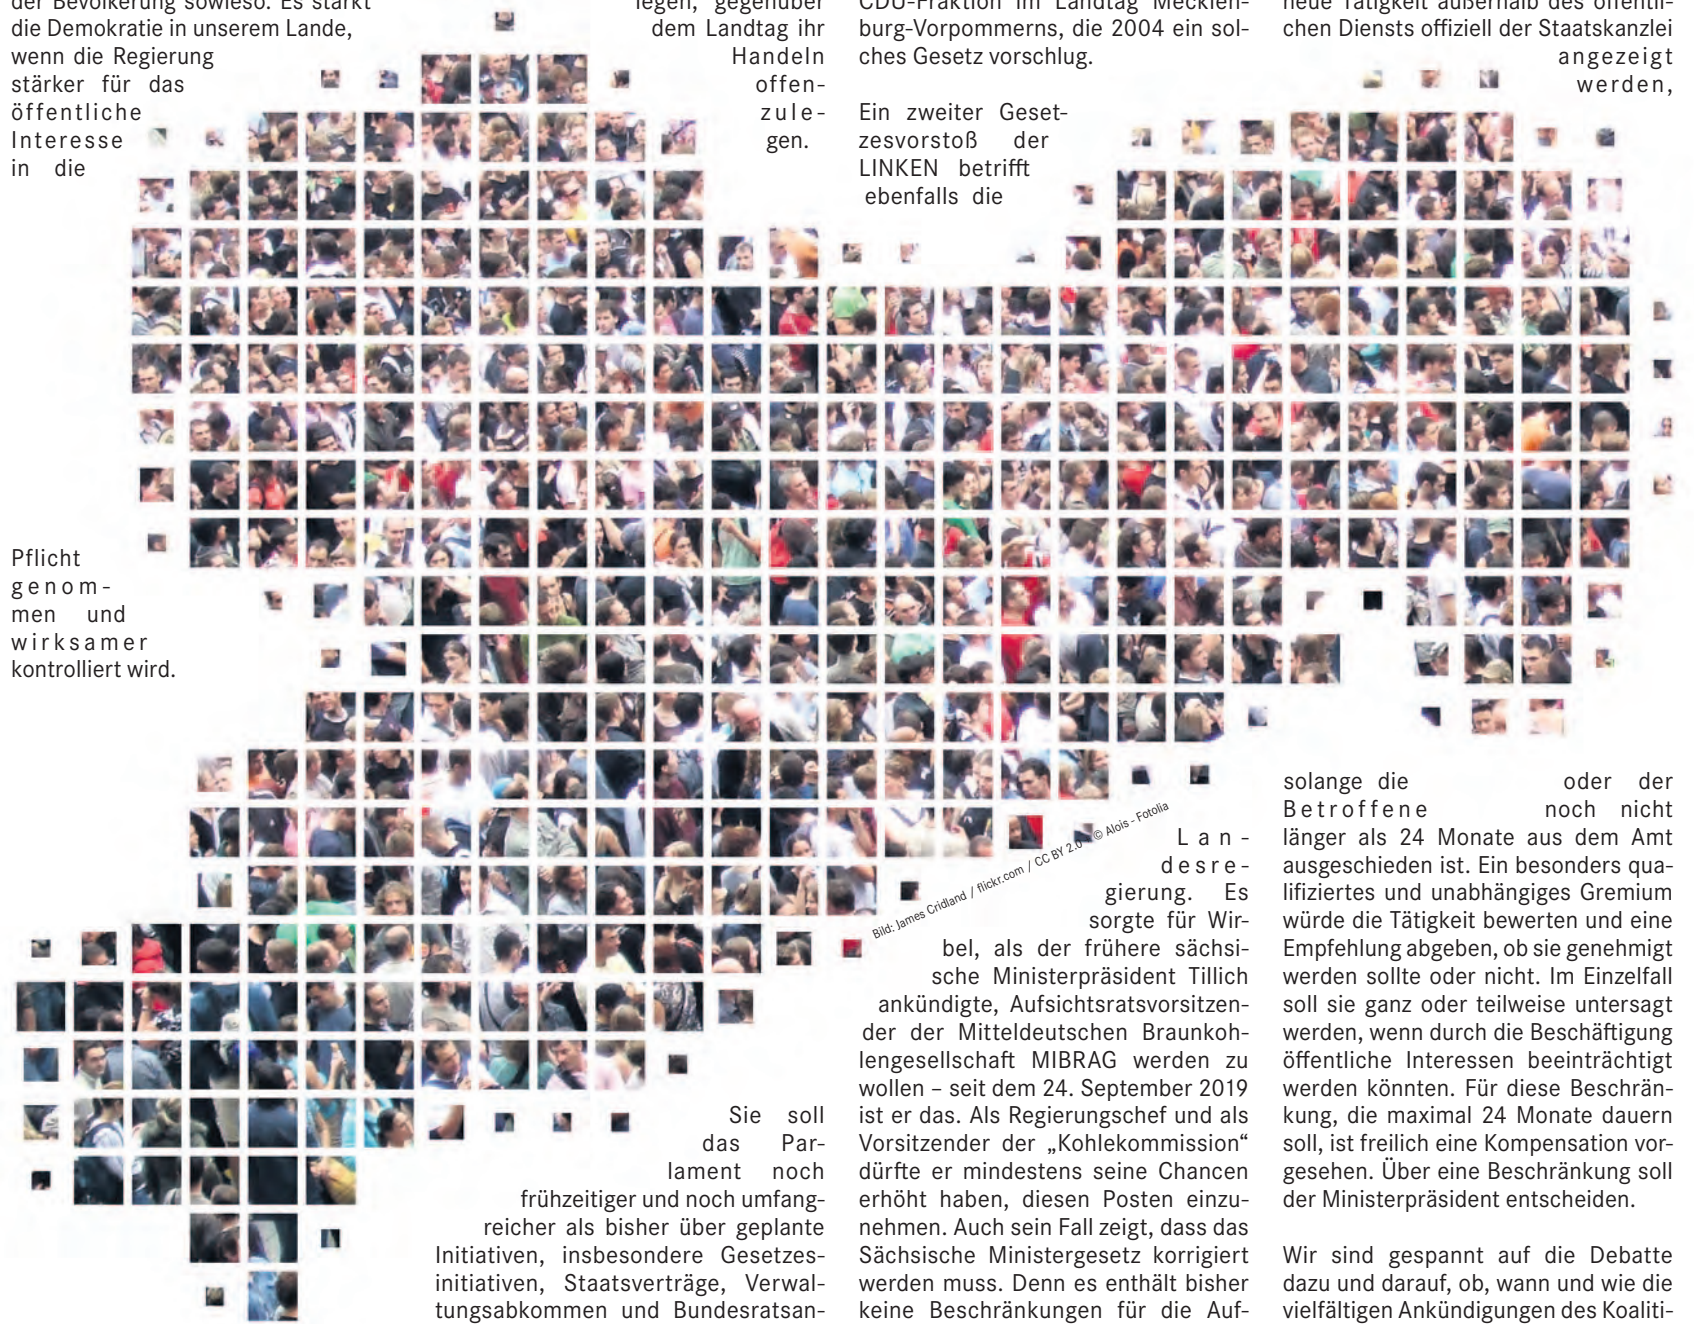 der Bevölkerung sowieso. Es stärkt
die Demokratie in unserem Lande,
wenn die Regierung
stärker für das
öffentliche
Interesse
in die
Pflicht
genom-
men und
wirksamer
kontrolliert wird.
legen, gegenüber
dem Landtag ihr
Handeln
offen-
zule-
gen.
Sie soll
das Par-
lament noch
frühzeitiger und noch umfang-
reicher als bisher über geplante
Initiativen, insbesondere Gesetzes-
initiativen, Staatsverträge, Verwal-
tungsabkommen und Bundesratsan-
CDU-Fraktion im Landtag Mecklen-
burg-Vorpommerns, die 2004 ein sol-
ches Gesetz vorschlug.
Ein zweiter Geset-
zesvorstoß der
LINKEN betrifft
ebenfalls die
Lan-
desre-
gierung. Es
sorgte für Wir-
bel, als der frühere sächsi-
sche Ministerpräsident Tillich
ankündigte, Aufsichtsratsvorsitzen-
der der Mitteldeutschen Braunkoh-
lengesellschaft MIBRAG werden zu
wollen – seit dem 24. September 2019
ist er das. Als Regierungschef und als
Vorsitzender der „Kohlekommission“
dürfte er mindestens seine Chancen
erhöht haben, diesen Posten einzu-
nehmen. Auch sein Fall zeigt, dass das
Sächsische Ministergesetz korrigiert
werden muss. Denn es enthält bisher
keine Beschränkungen für die Auf-
neue Tätigkeit außerhalb des öffentli-
chen Diensts offiziell der Staatskanzlei
angezeigt
werden,
solange die oder der
Betroffene noch nicht
länger als 24 Monate aus dem Amt
ausgeschieden ist. Ein besonders qua-
lifiziertes und unabhängiges Gremium
würde die Tätigkeit bewerten und eine
Empfehlung abgeben, ob sie genehmigt
werden sollte oder nicht. Im Einzelfall
soll sie ganz oder teilweise untersagt
werden, wenn durch die Beschäftigung
öffentliche Interessen beeinträchtigt
werden könnten. Für diese Beschrän-
kung, die maximal 24 Monate dauern
soll, ist freilich eine Kompensation vor-
gesehen. Über eine Beschränkung soll
der Ministerpräsident entscheiden.
Wir sind gespannt auf die Debatte
dazu und darauf, ob, wann und wie die
vielfältigen Ankündigungen des Koaliti-
Bild: James Cridland / flickr.com / CC BY 2.0 © Alois - Fotolia